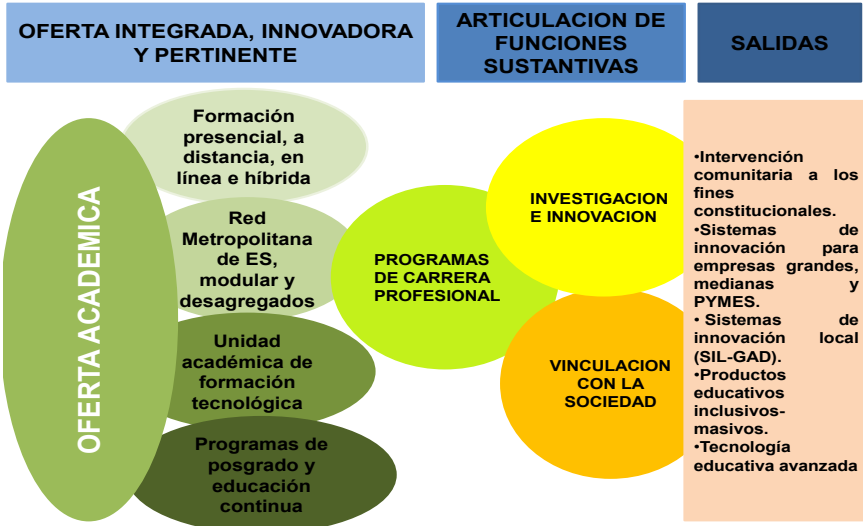 OFERTA INTEGRADA, INNOVADORA
Y PERTINENTE
ARTICULACION DE
FUNCIONES
SUSTANTIVAS
SALIDAS
OFERTA ACADEMICA
Formación
presencial, a
distancia, en
línea e híbrida
Red
Metropolitana
de ES,
modular y
desagregados
Unidad
académica de
formación
tecnológica
Programas de
posgrado y
educación
continua
PROGRAMAS
DE CARRERA
PROFESIONAL
INVESTIGACION
E INNOVACION
VINCULACION
CON LA
SOCIEDAD
•Intervención
comunitaria a los
fines
constitucionales.
•Sistemas de
innovación para
empresas grandes,
medianas y
PYMES.
• Sistemas de
innovación local
(SIL-GAD).
•Productos
educativos
inclusivos-
masivos.
•Tecnología
educativa avanzada